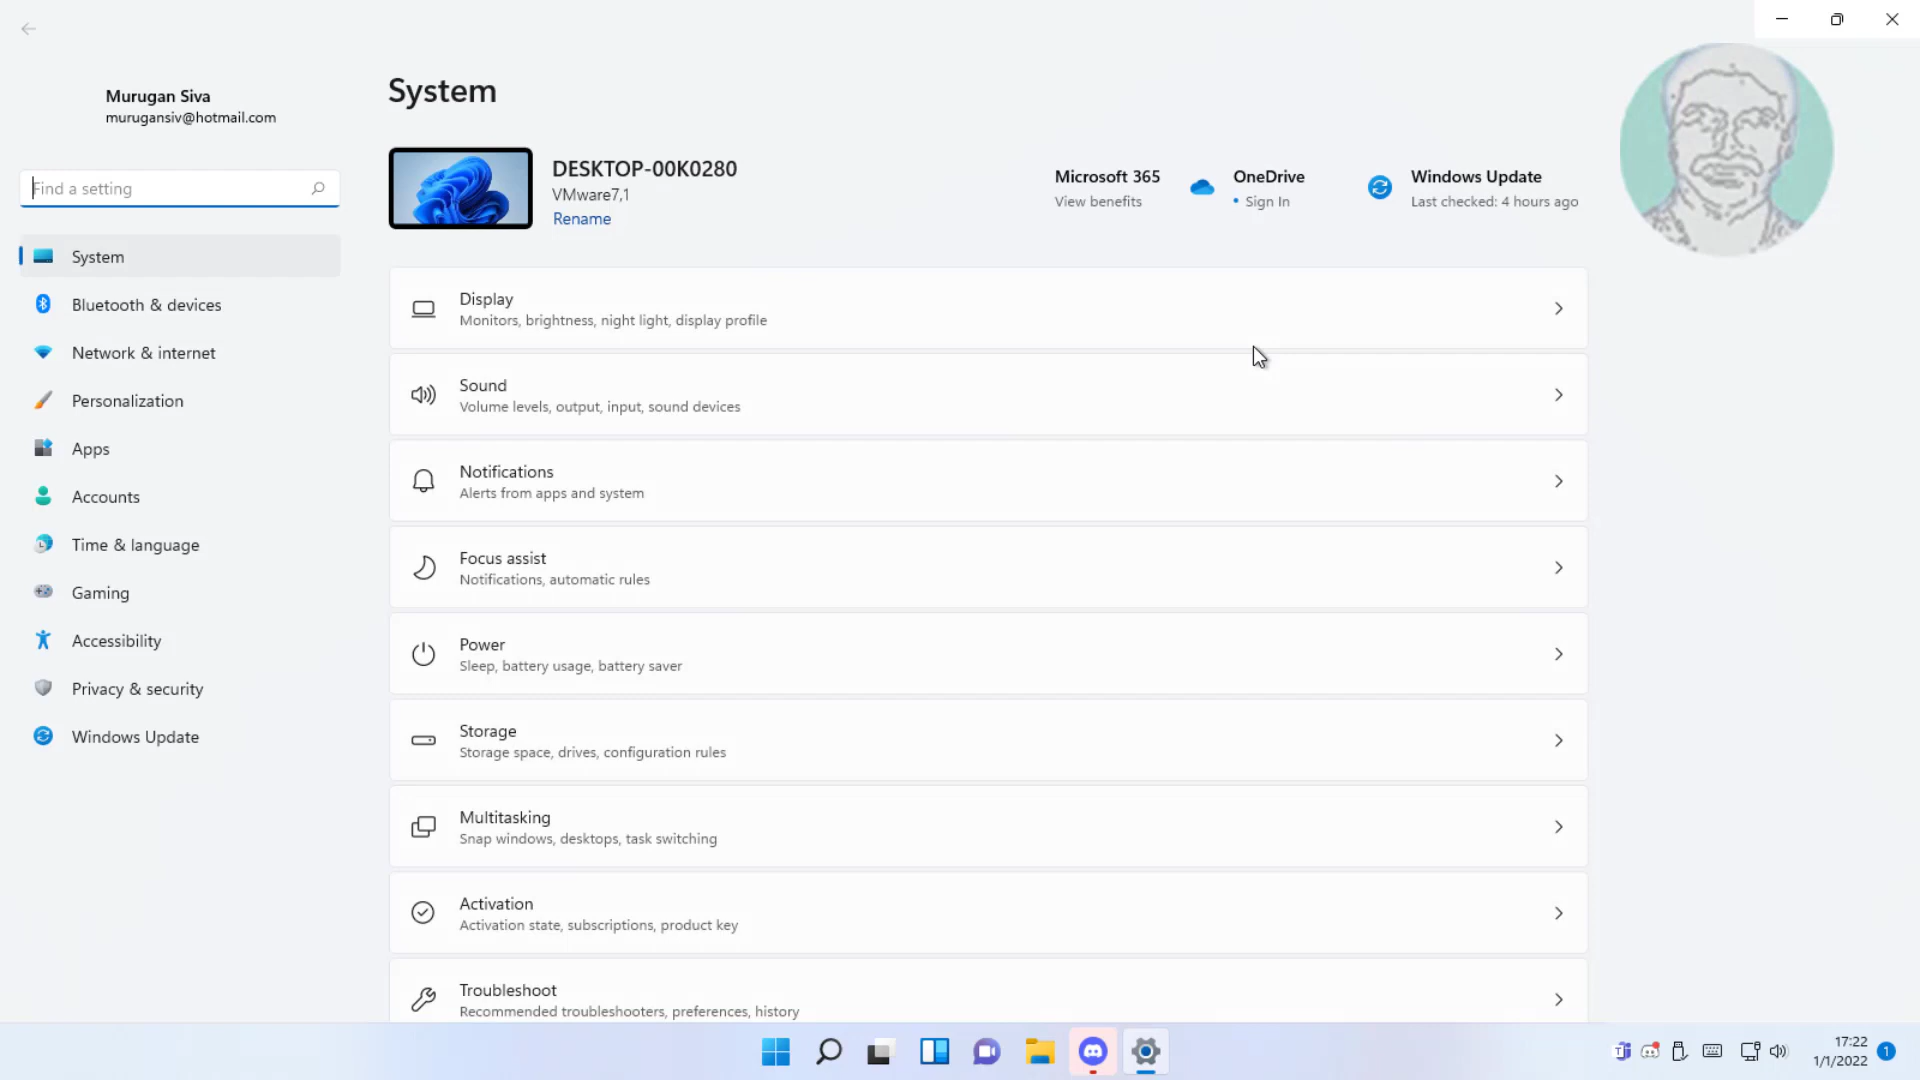 Murugan Siva
murugansiv@hotmail.com
Find a setting
System
Bluetooth & devices
Network & internet
Personalization
Apps
Accounts
Time & language
Gaming
Accessibility
Privacy & security
Windows Update
System
DESKTOP-00K0280
VMware7,1
Rename
Microsoft 365
View benefits
OneDrive
• Sign In
Windows Update
Last checked: 4 hours ago
Display
Monitors, brightness, night light, display profile
Sound
Volume levels, output, input, sound devices
Notifications
Alerts from apps and system
Focus assist
Notifications, automatic rules
Power
Sleep, battery usage, battery saver
Storage
Storage space, drives, configuration rules
Multitasking
Snap windows, desktops, task switching
Activation
Activation state, subscriptions, product key
Troubleshoot
Recommended troubleshooters, preferences, history
17:22
1/1/2022
1